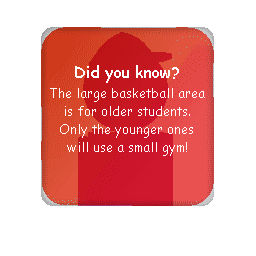 Did you know?
The large basketball area
is for older students.
Only the younger ones
will use a small gym!